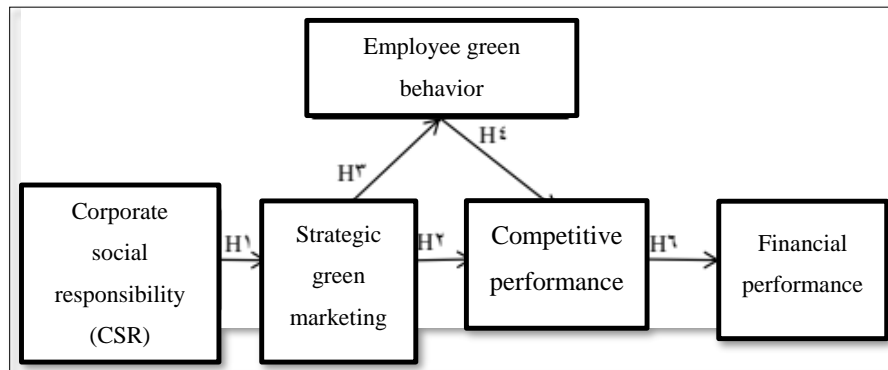 Employee green
behavior
H٣
H٤
Corporate
social
responsibility
(CSR)
H١
Strategic
green
marketing
H٢
Competitive
performance
H٦
Financial
performance